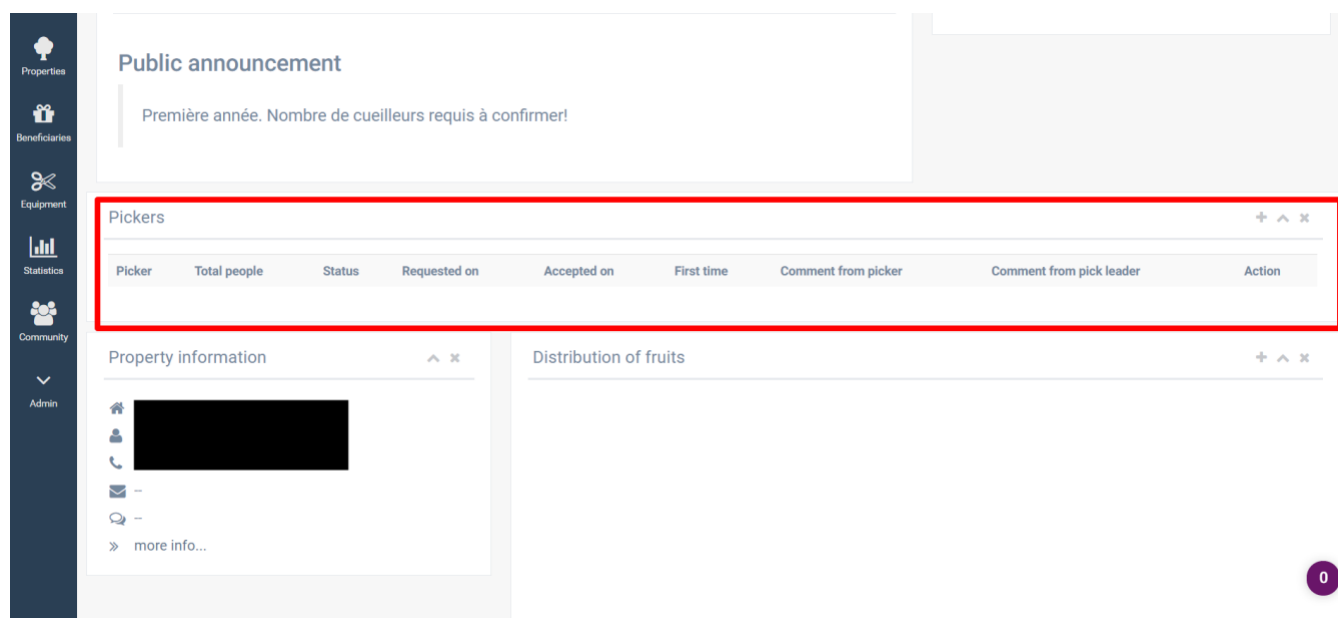 Properties
Beneficiaries
Equipment
Statistics
Community
Admin
Public announcement
Première année. Nombre de cueilleurs requis à confirmer!
Pickers
Picker Total people Status Requested on Accepted on First time Comment from picker Comment from pick leader Action
Property information
--
--
more info...
Distribution of fruits
0